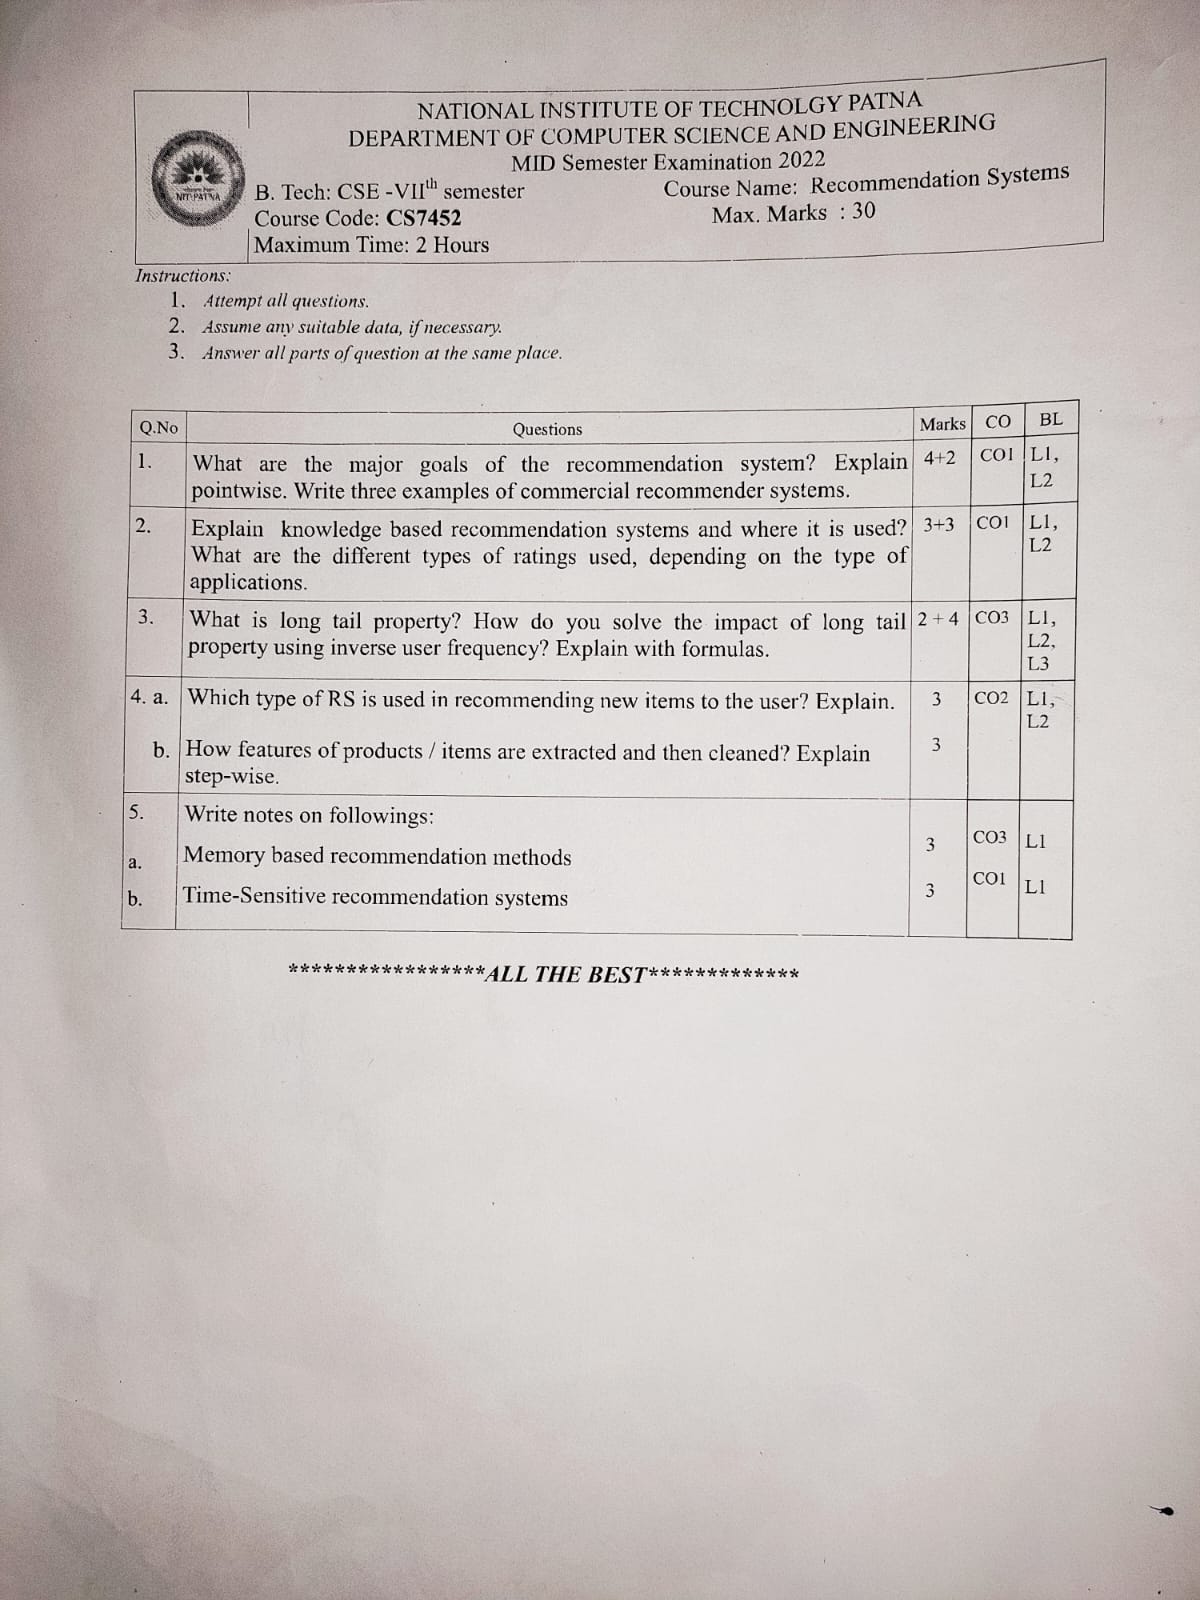 NATIONAL INSTITUTE OF TECHNOLGY PATNA
DEPARTMENT OF COMPUTER SCIENCE AND ENGINEERING
MID Semester Examination 2022
B. Tech: CSE -VIIth semester Course Name: Recommendation Systems
Course Code: CS7452 Max. Marks : 30
Maximum Time: 2 Hours
NIT PATNA
Instructions:
1. Attempt all questions.
2. Assume any suitable data, if necessary.
3. Answer all parts of question at the same place.
Q.No Questions Marks CO BL
1. What are the major goals of the recommendation system? Explain 4+2 CO1 L1,
pointwise. Write three examples of commercial recommender systems. L2
2. Explain knowledge based recommendation systems and where it is used? 3+3 CO1 L1,
What are the different types of ratings used, depending on the type of L2
applications.
3. What is long tail property? How do you solve the impact of long tail 2 + 4 CO3 L1,
property using inverse user frequency? Explain with formulas. L2,
L3
4. a. Which type of RS is used in recommending new items to the user? Explain. 3 CO2 L1,
L2
b. How features of products / items are extracted and then cleaned? Explain 3
step-wise.
5. Write notes on followings:
a. Memory based recommendation methods 3 CO3 L1
b. Time-Sensitive recommendation systems 3 CO1 L1
*****************ALL THE BEST*************